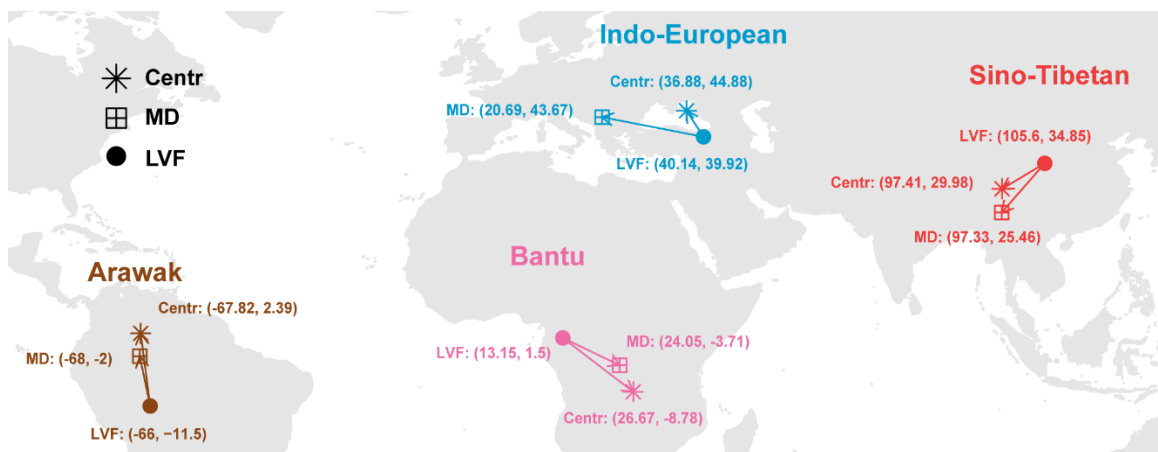 Indo-European
Centr
MD
LVF
Centr: (36.88, 44.88)
MD: (20.69, 43.67)
LVF: (40.14, 39.92)
Sino-Tibetan
LVF: (105.6, 34.85)
Centr: (97.41, 29.98)
MD: (97.33, 25.46)
Arawak
Centr: (-67.82, 2.39)
MD: (-68, -2)
LVF: (-66, −11.5)
Bantu
MD: (24.05, -3.71)
LVF: (13.15, 1.5)
Centr: (26.67, -8.78)